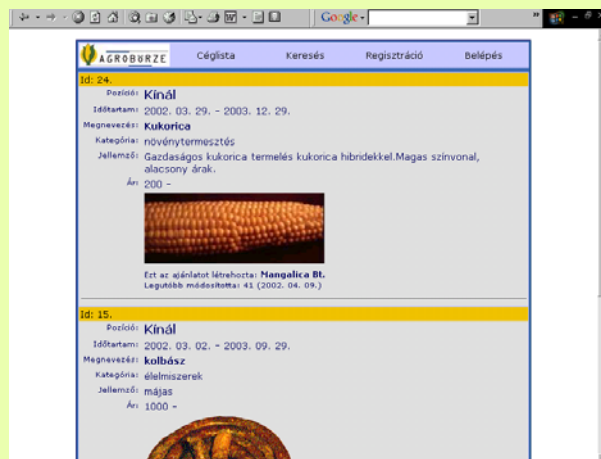 Google
AGROBÖRZE Céglista Keresés Regisztráció Belépés
Id: 24.
Pozíció: Kínál
Időtartam: 2002. 03. 29. - 2003. 12. 29.
Megnevezés: Kukorica
Kategória: növénytermesztés
Jellemző: Gazdaságos kukorica termelés kukorica hibridekkel.Magas színvonal,
alacsony árak.
Ár: 200 -
Ezt az ajánlatot létrehozta: Mangalica Bt.
Legutóbb módosította: 41 (2002. 04. 09.)
Id: 15.
Pozíció: Kínál
Időtartam: 2002. 03. 02. - 2003. 09. 29.
Megnevezés: kolbász
Kategória: élelmiszerek
Jellemző: májas
Ár: 1000 -